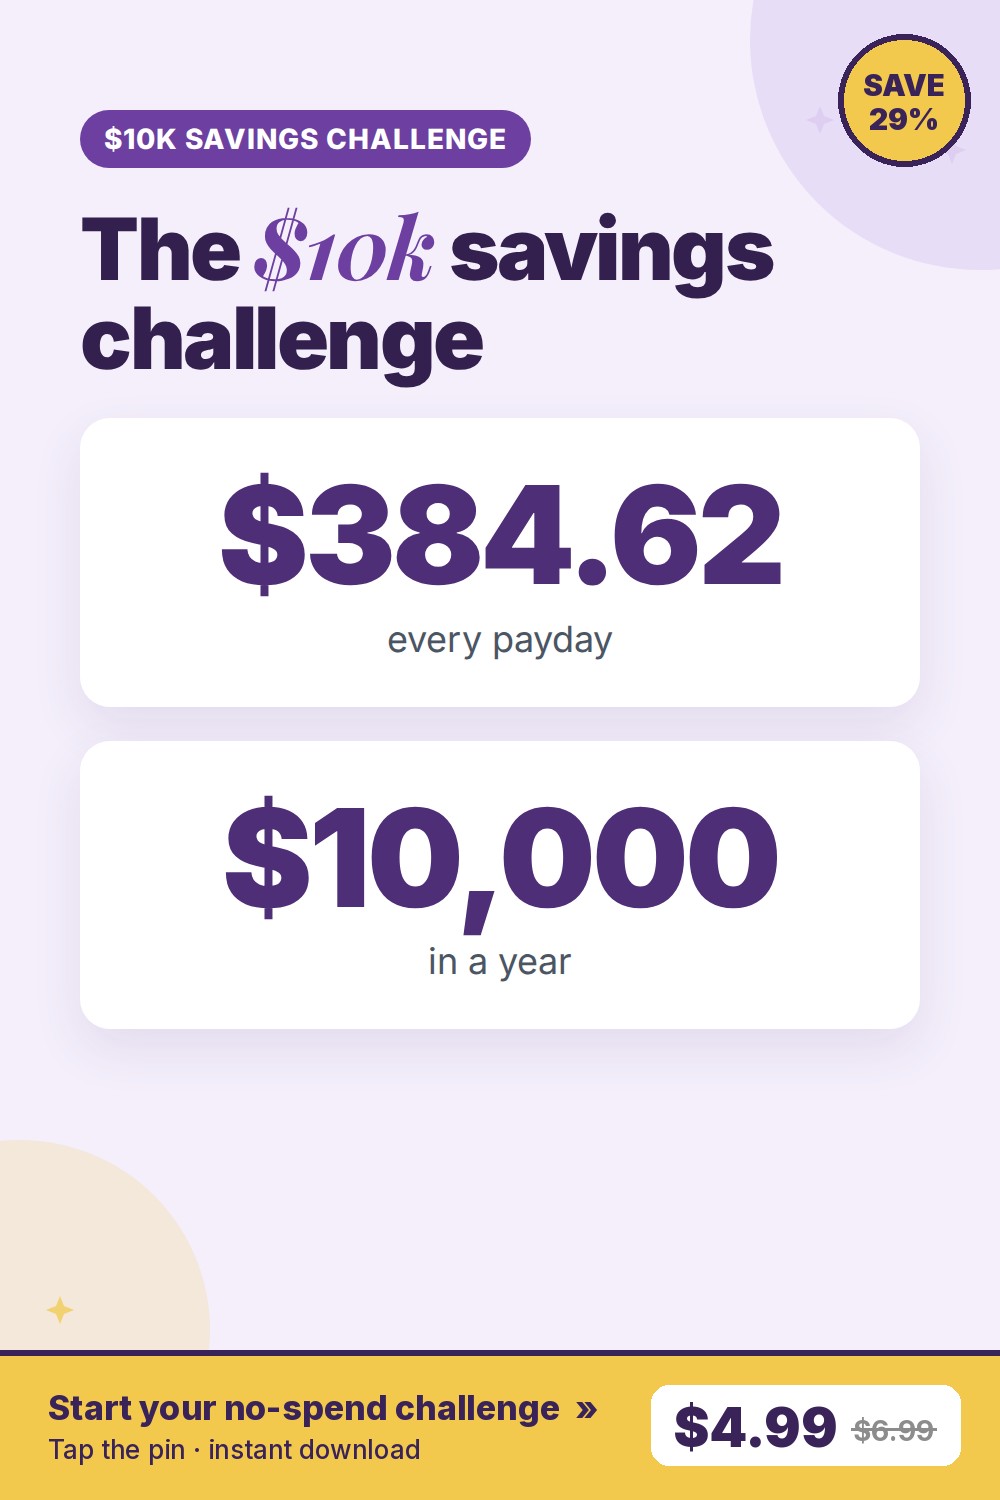 SAVE
29%
$10K SAVINGS CHALLENGE
The $10k savings
challenge
$384.62
every payday
$10,000
in a year
Start your no-spend challenge »
Tap the pin · instant download
$4.99 $6.99